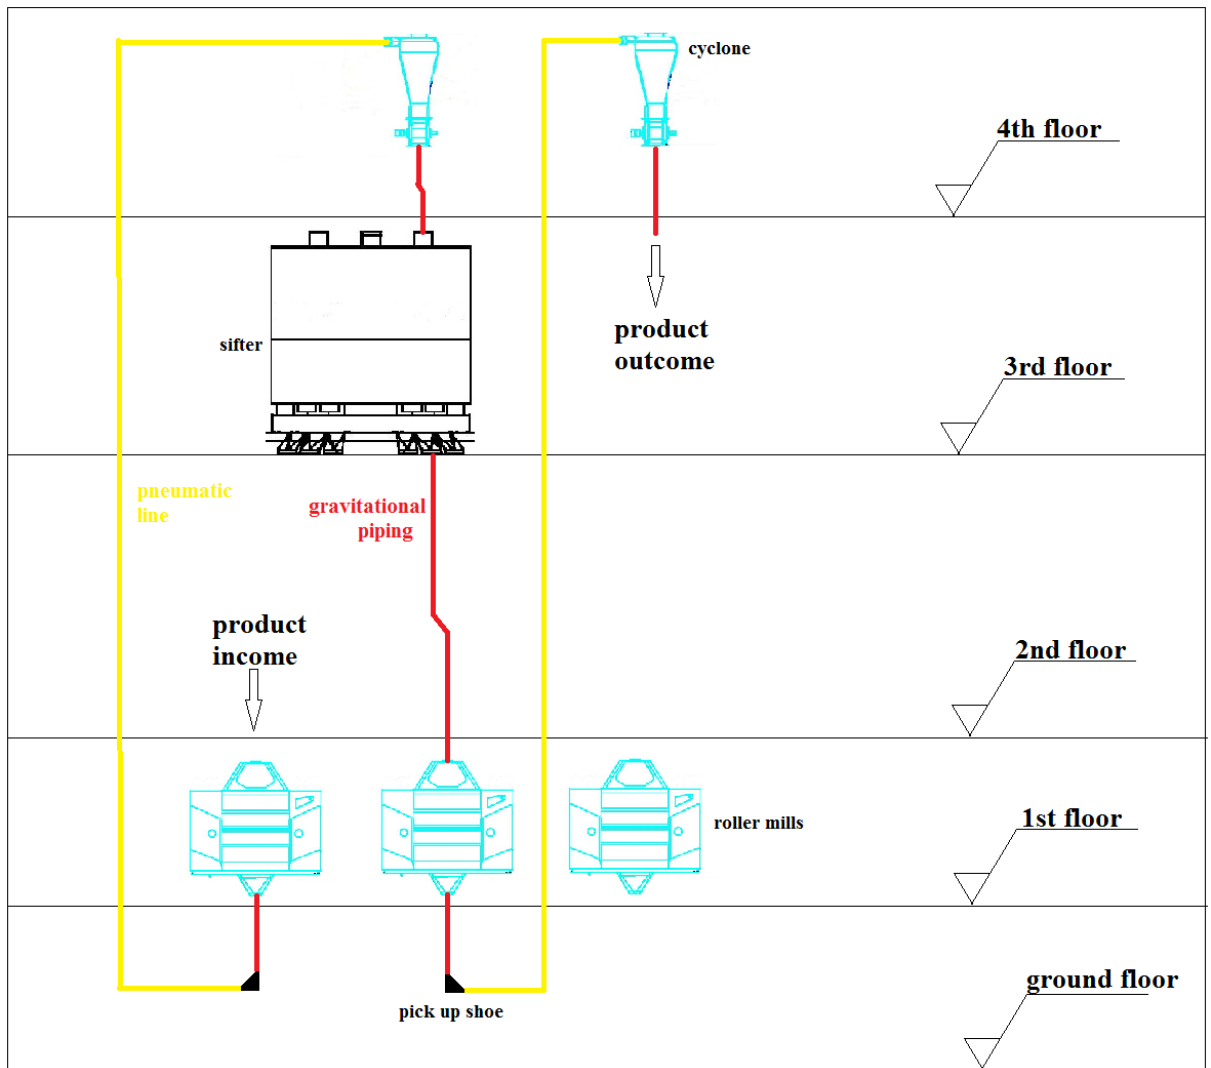 cyclone
4th floor
product
outcome
sifter
3rd floor
pneumatic
line
gravitational
piping
product
income
2nd floor
roller mills
1st floor
ground floor
pick up shoe